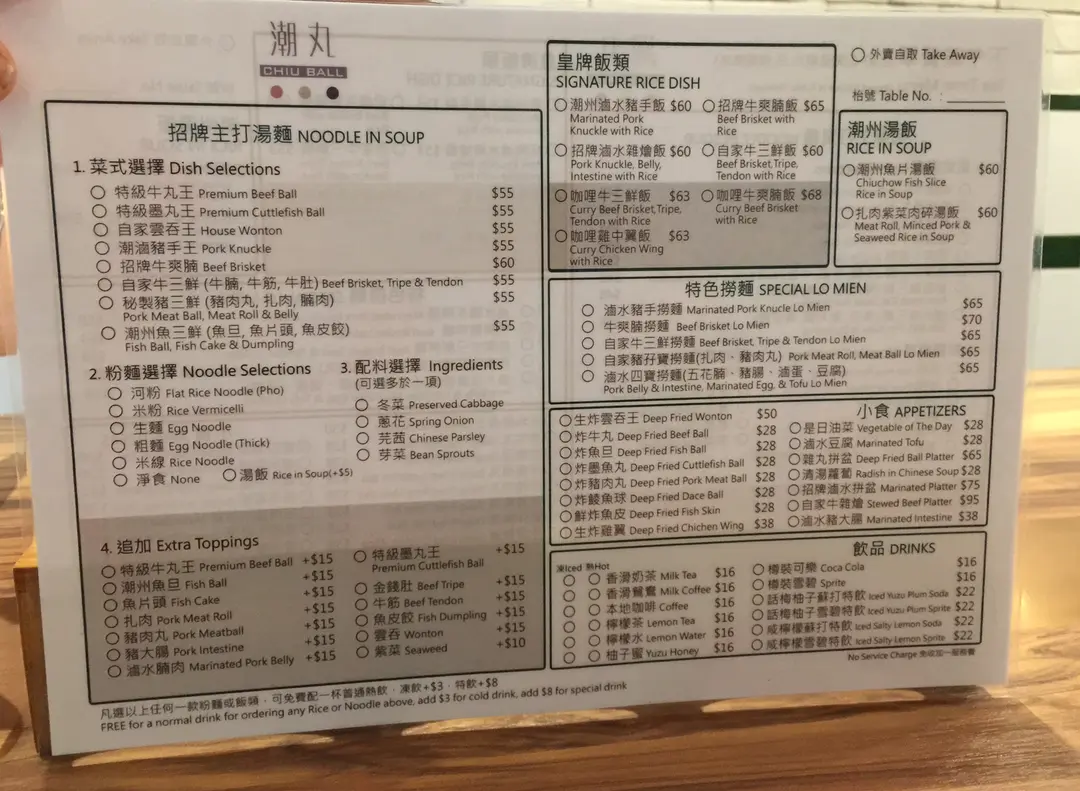 潮丸
CHIU BALL
招牌主打湯麵 NOODLE IN SOUP
1. 菜式選擇 Dish Selections
特級牛丸王 Premium Beef Ball $55
特級墨丸王 Premium Cuttlefish Ball $55
自家雲吞王 House Wonton $55
潮滷豬手王 Pork Knuckle $55
招牌牛爽腩 Beef Brisket $60
自家牛三鮮 (牛腩, 牛筋, 牛肚) Beef Brisket, Tripe & Tendon $55
秘製豬三鮮 (豬肉丸, 扎肉, 腩肉) $55
Pork Meat Ball, Meat Roll & Belly
潮州魚三鮮 (魚旦, 魚片頭, 魚皮餃) $55
Fish Ball, Fish Cake & Dumpling
2. 粉麵選擇 Noodle Selections
河粉 Flat Rice Noodle (Pho)
米粉 Rice Vermicelli
生麵 Egg Noodle
粗麵 Egg Noodle (Thick)
米線 Rice Noodle
淨食 None
湯飯 Rice in Soup(+$5)
3. 配料選擇 Ingredients
(可選多於一項)
冬菜 Preserved Cabbage
蔥花 Spring Onion
芫茜 Chinese Parsley
芽菜 Bean Sprouts
4. 追加 Extra Toppings
特級牛丸王 Premium Beef Ball +$15
潮州魚旦 Fish Ball +$15
魚片頭 Fish Cake +$15
扎肉 Pork Meat Roll +$15
豬肉丸 Pork Meatball +$15
豬大腸 Pork Intestine +$15
滷水腩肉 Marinated Pork Belly +$15
特級墨丸王 +$15
Premium Cuttlefish Ball
金錢肚 Beef Tripe +$15
牛筋 Beef Tendon +$15
魚皮餃 Fish Dumpling +$15
雲吞 Wonton +$15
紫菜 Seaweed +$10
凡選以上任何一款粉麵或飯類，可免費配一杯普通熱飲，凍飲+$3，特飲+$8
FREE for a normal drink for ordering any Rice or Noodle above, add $3 for cold drink, add $8 for special drink
皇牌飯類
SIGNATURE RICE DISH
潮州滷水豬手飯 $60
Marinated Pork
Knuckle with Rice
招牌牛爽腩飯 $65
Beef Brisket with
Rice
招牌滷水雜燴飯 $60
Pork Knuckle, Belly,
Intestine with Rice
自家牛三鮮飯 $60
Beef Brisket,Tripe,
Tendon with Rice
咖哩牛三鮮飯 $63
Curry Beef Brisket,Tripe,
Tendon with Rice
咖哩牛爽腩飯 $68
Curry Beef Brisket
with Rice
咖哩雞中翼飯 $63
Curry Chicken Wing
with Rice
外賣自取 Take Away
枱號 Table No. :
潮州湯飯
RICE IN SOUP
潮州魚片湯飯 $60
Chiuchow Fish Slice
Rice in Soup
扎肉紫菜肉碎湯飯 $60
Meat Roll, Minced Pork &
Seaweed Rice in Soup
特色撈麵 SPECIAL LO MIEN
滷水豬手撈麵 Marinated Pork Knucle Lo Mien $65
牛爽腩撈麵 Beef Brisket Lo Mien $70
自家牛三鮮撈麵 Beef Brisket, Tripe & Tendon Lo Mien $65
自家豬孖寶撈麵(扎肉、豬肉丸) Pork Meat Roll, Meat Ball Lo Mien $65
滷水四寶撈麵(五花腩、豬腸、滷蛋、豆腐) $65
Pork Belly & Intestine, Marinated Egg, & Tofu Lo Mien
小食 APPETIZERS
生炸雲吞王 Deep Fried Wonton $50
炸牛丸 Deep Fried Beef Ball $28
炸魚旦 Deep Fried Fish Ball $28
炸墨魚丸 Deep Fried Cuttlefish Ball $28
炸豬肉丸 Deep Fried Pork Meat Ball $28
炸鯪魚球 Deep Fried Dace Ball $28
鮮炸魚皮 Deep Fried Fish Skin $28
生炸雞翼 Deep Fried Chichen Wing $38
是日油菜 Vegetable of The Day $28
滷水豆腐 Marinated Tofu $28
雜丸拼盆 Deep Fried Ball Platter $65
清湯蘿蔔 Radish in Chinese Soup $28
招牌滷水拼盆 Marinated Platter $75
自家牛雜燴 Stewed Beef Platter $95
滷水豬大腸 Marinated Intestine $38
飲品 DRINKS
凍Iced 熱Hot
香滑奶茶 Milk Tea $16
香滑鴛鴦 Milk Coffee $16
本地咖啡 Coffee $16
檸檬茶 Lemon Tea $16
檸檬水 Lemon Water $16
柚子蜜 Yuzu Honey $16
樽裝可樂 Coca Cola $16
樽裝雪碧 Sprite $16
話梅柚子蘇打特飲 Iced Yuzu Plum Soda $22
話梅柚子雪碧特飲 Iced Yuzu Plum Sprite $22
咸檸檬蘇打特飲 Iced Salty Lemon Soda $22
咸檸檬雪碧特飲 Iced Salty Lemon Sprite $22
No Service Charge 免收加一服務費